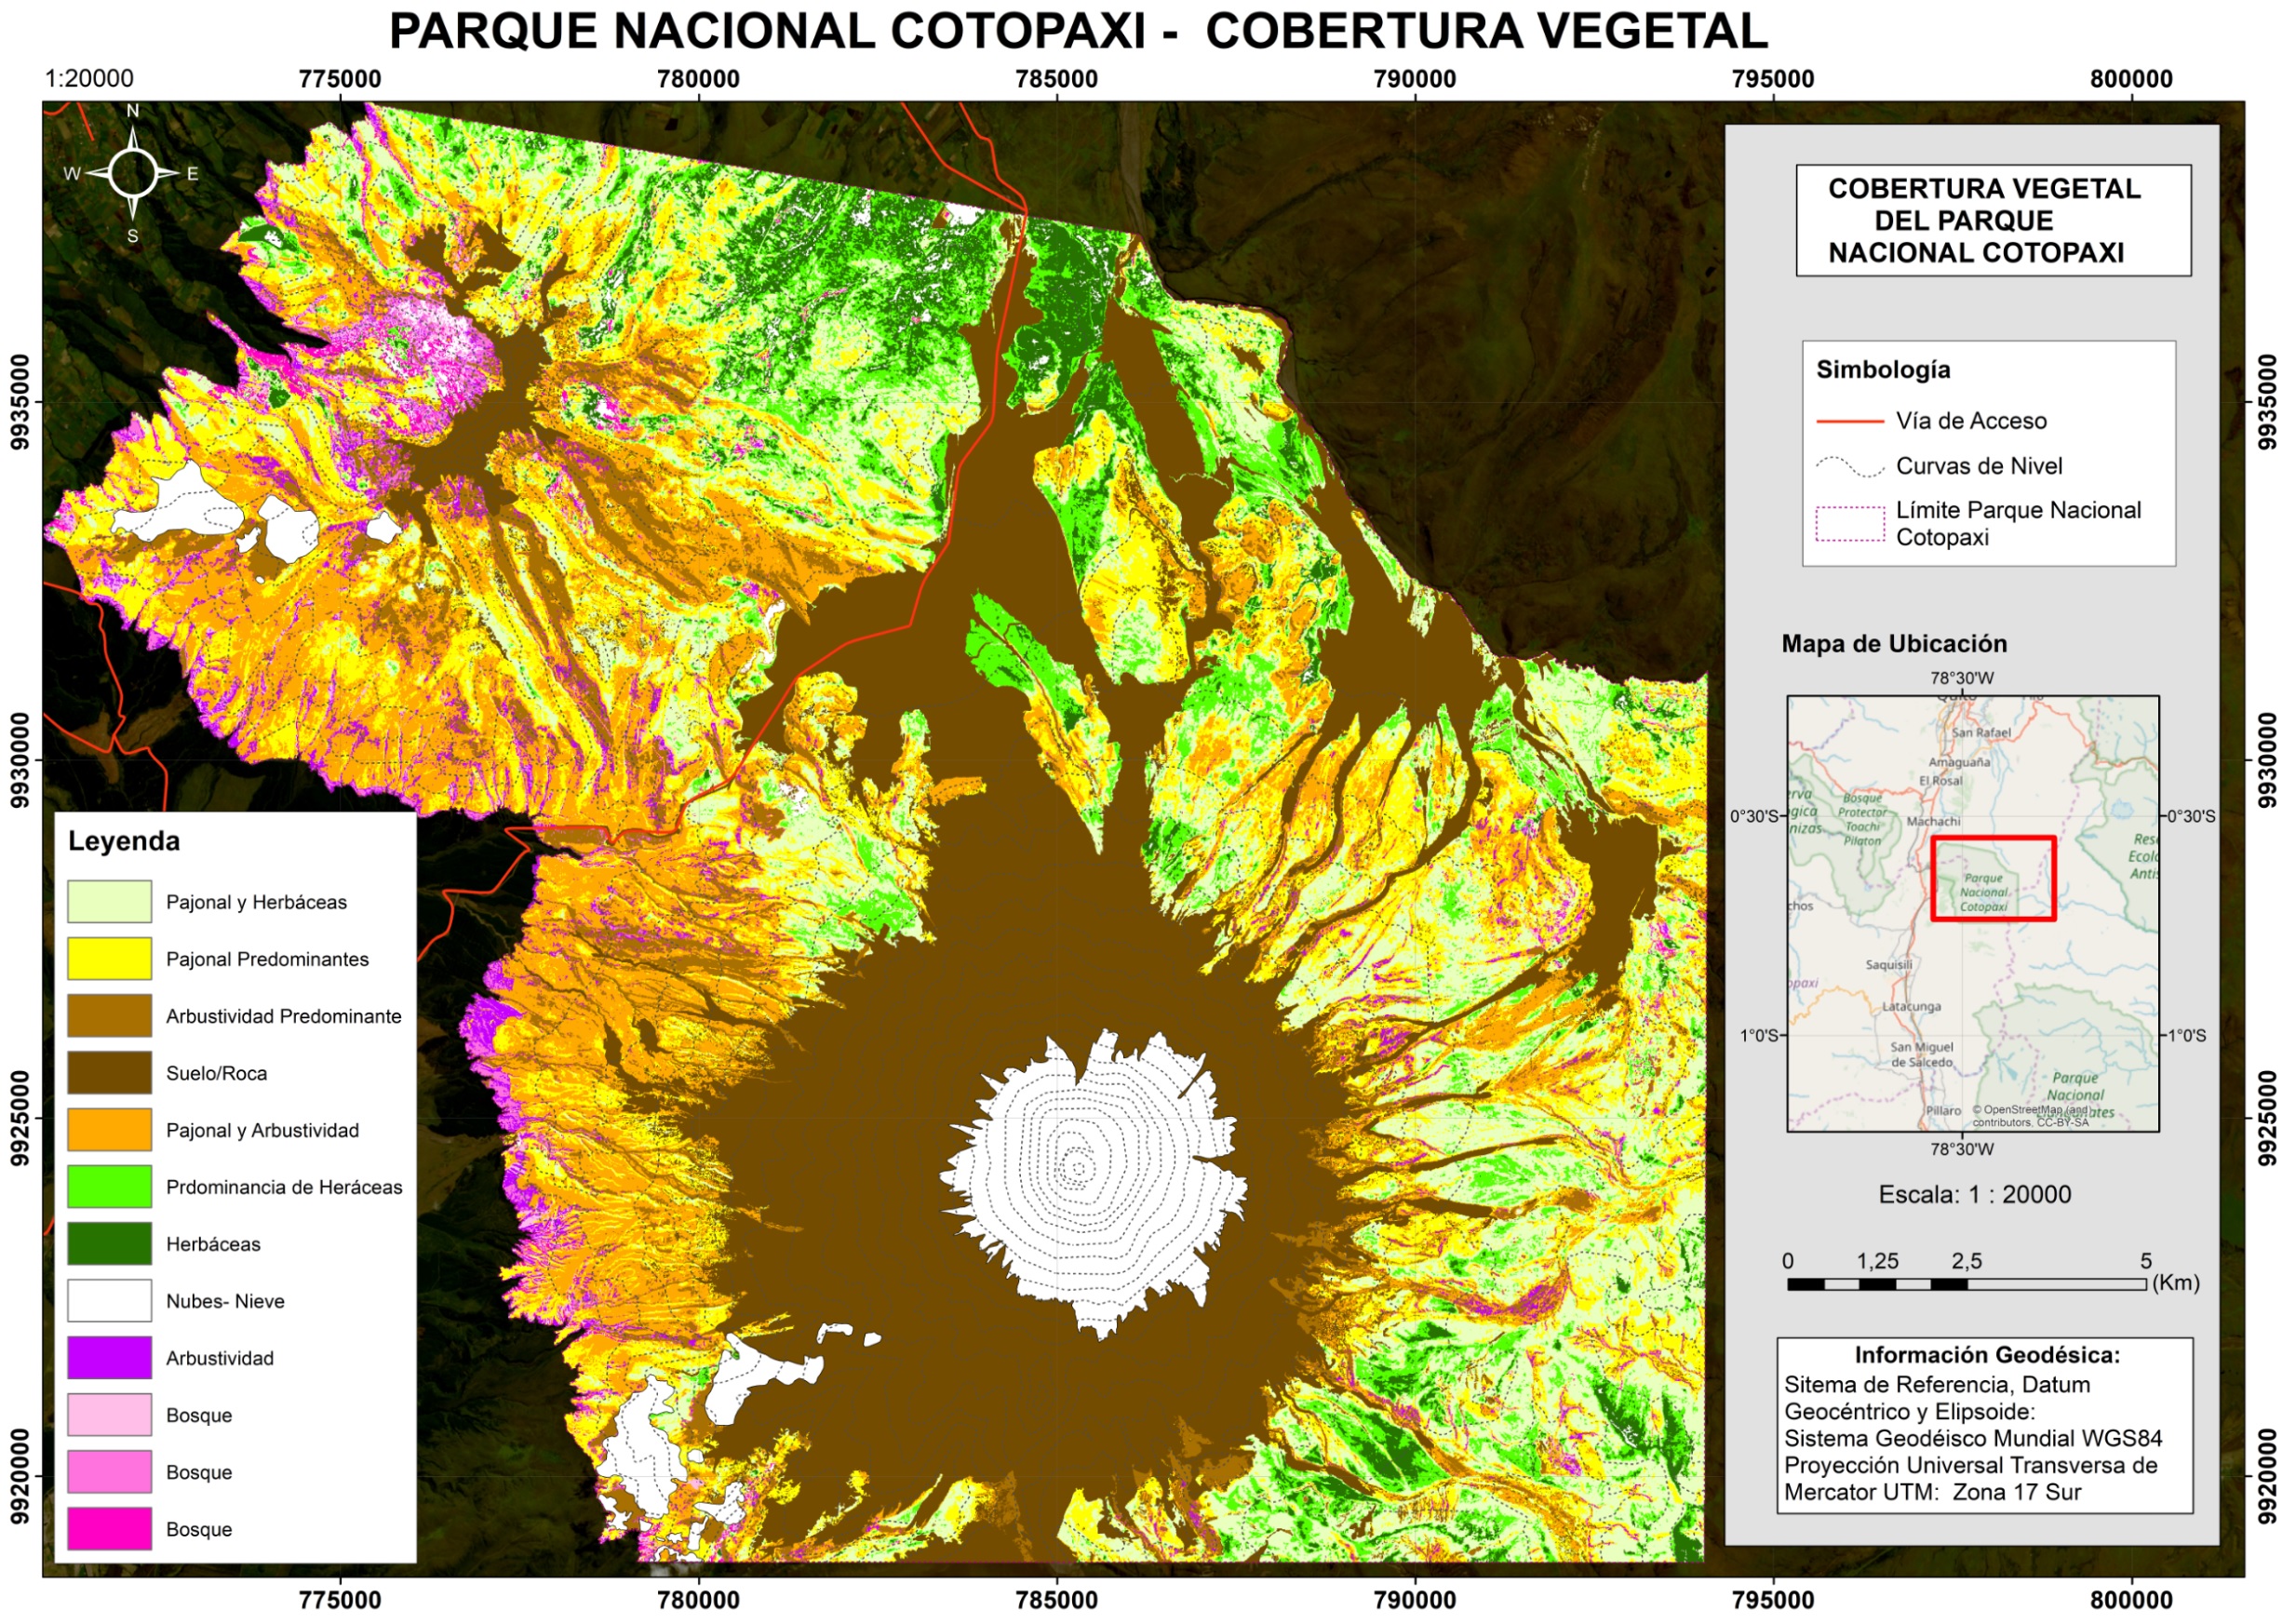 PARQUE NACIONAL COTOPAXI - COBERTURA VEGETAL
1:20000
775000
780000
785000
790000
795000
800000
N
W
E
S
9935000
9930000
9925000
9920000
9935000
9930000
9925000
9920000
COBERTURA VEGETAL
DEL PARQUE
NACIONAL COTOPAXI
Simbología
Vía de Acceso
Curvas de Nivel
Límite Parque Nacional
Cotopaxi
Mapa de Ubicación
78°30'W
Quito
San Rafael
Amaguaña
El Rosal
Bosque
Protector
Toachi
Pilaton
Machachi
0°30'S
0°30'S
Parque
Nacional
Cotopaxi
Saquisilí
Latacunga
1°0'S
1°0'S
San Miguel
de Salcedo
Parque
Nacional
Píllaro
© OpenStreetMap (and)
contributors, CC-BY-SA
78°30'W
Escala: 1 : 20000
0
1,25
2,5
5
(Km)
Información Geodésica:
Sitema de Referencia, Datum
Geocéntrico y Elipsoide:
Sistema Geodéisco Mundial WGS84
Proyección Universal Transversa de
Mercator UTM: Zona 17 Sur
Leyenda
Pajonal y Herbáceas
Pajonal Predominantes
Arbustividad Predominante
Suelo/Roca
Pajonal y Arbustividad
Prdominancia de Heráceas
Herbáceas
Nubes- Nieve
Arbustividad
Bosque
Bosque
Bosque
775000
780000
785000
790000
795000
800000